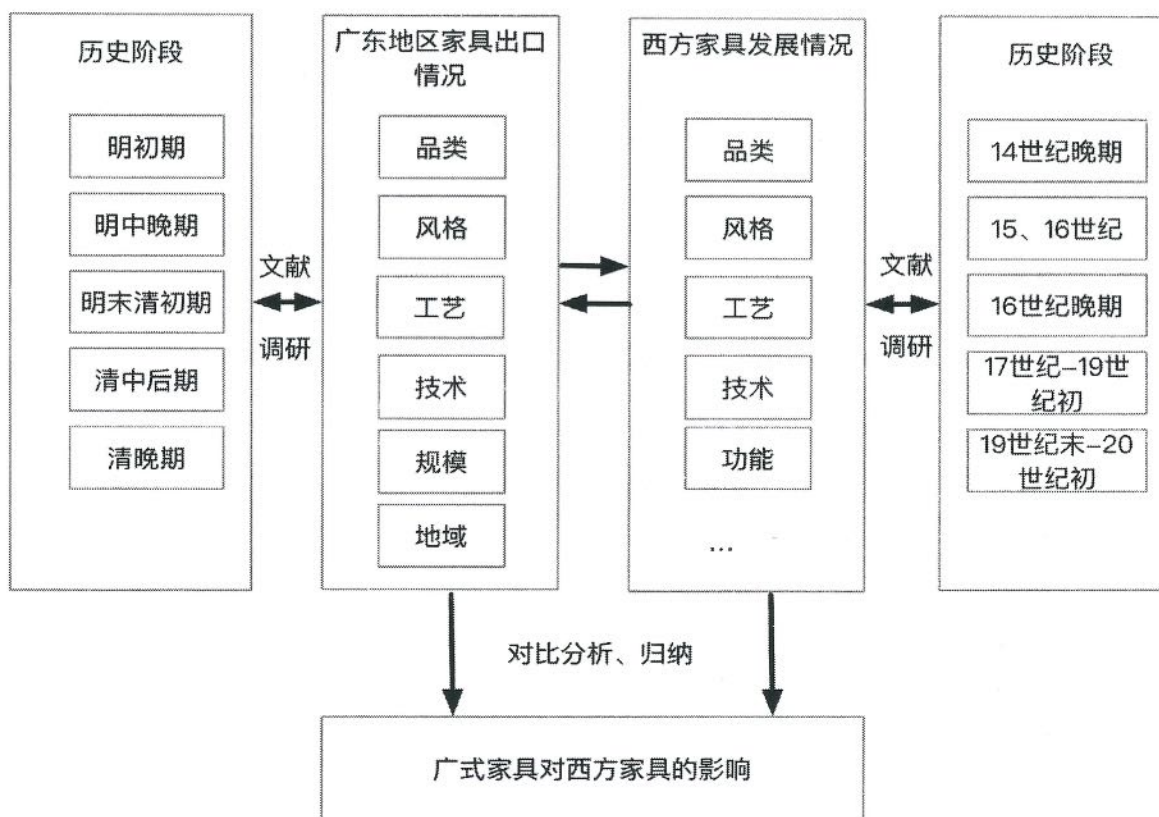 历史阶段
明初期
明中晚期
明末清初期
清中后期
清晚期
文献
调研
广东地区家具出口
情况
品类
风格
工艺
技术
规模
地域
西方家具发展情况
品类
风格
工艺
技术
功能
...
文献
调研
历史阶段
14世纪晚期
15、16世纪
16世纪晚期
17世纪–19世
纪初
19世纪末–20
世纪初
对比分析、归纳
广式家具对西方家具的影响